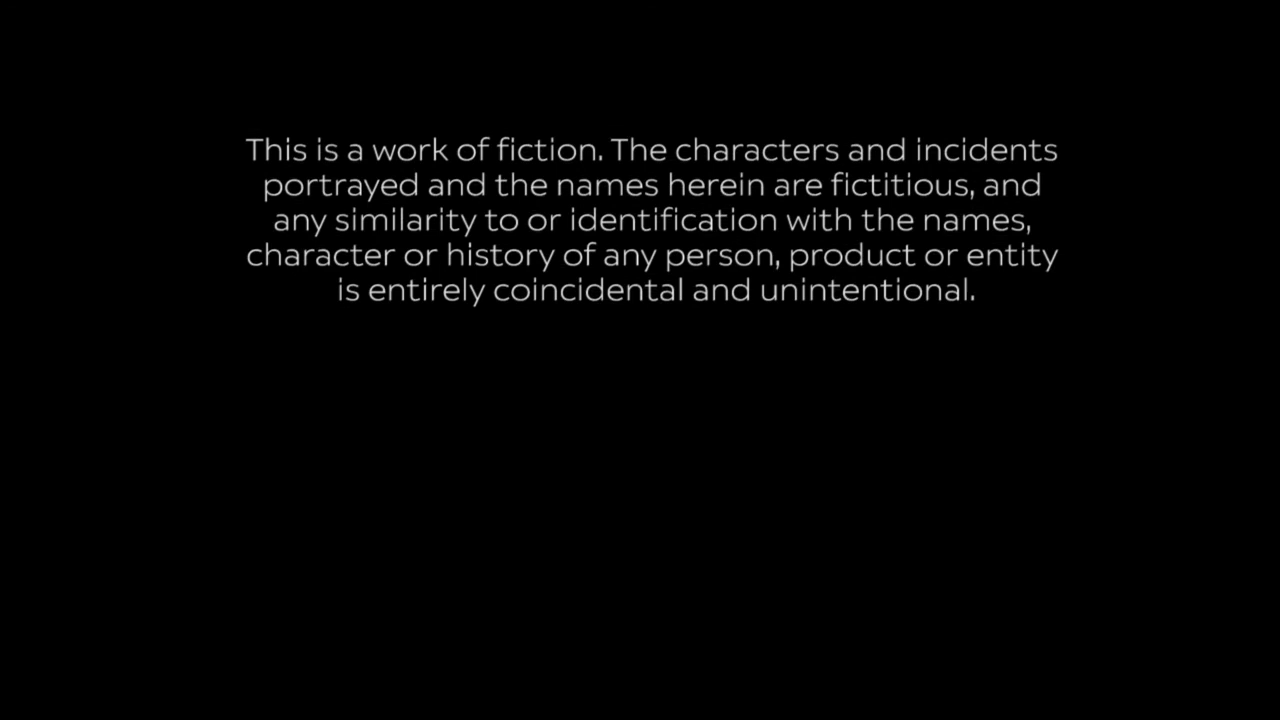 This is a work of fiction. The characters and incidents
portrayed and the names herein are fictitious, and
any similarity to or identification with the names,
character or history of any person, product or entity
is entirely coincidental and unintentional.